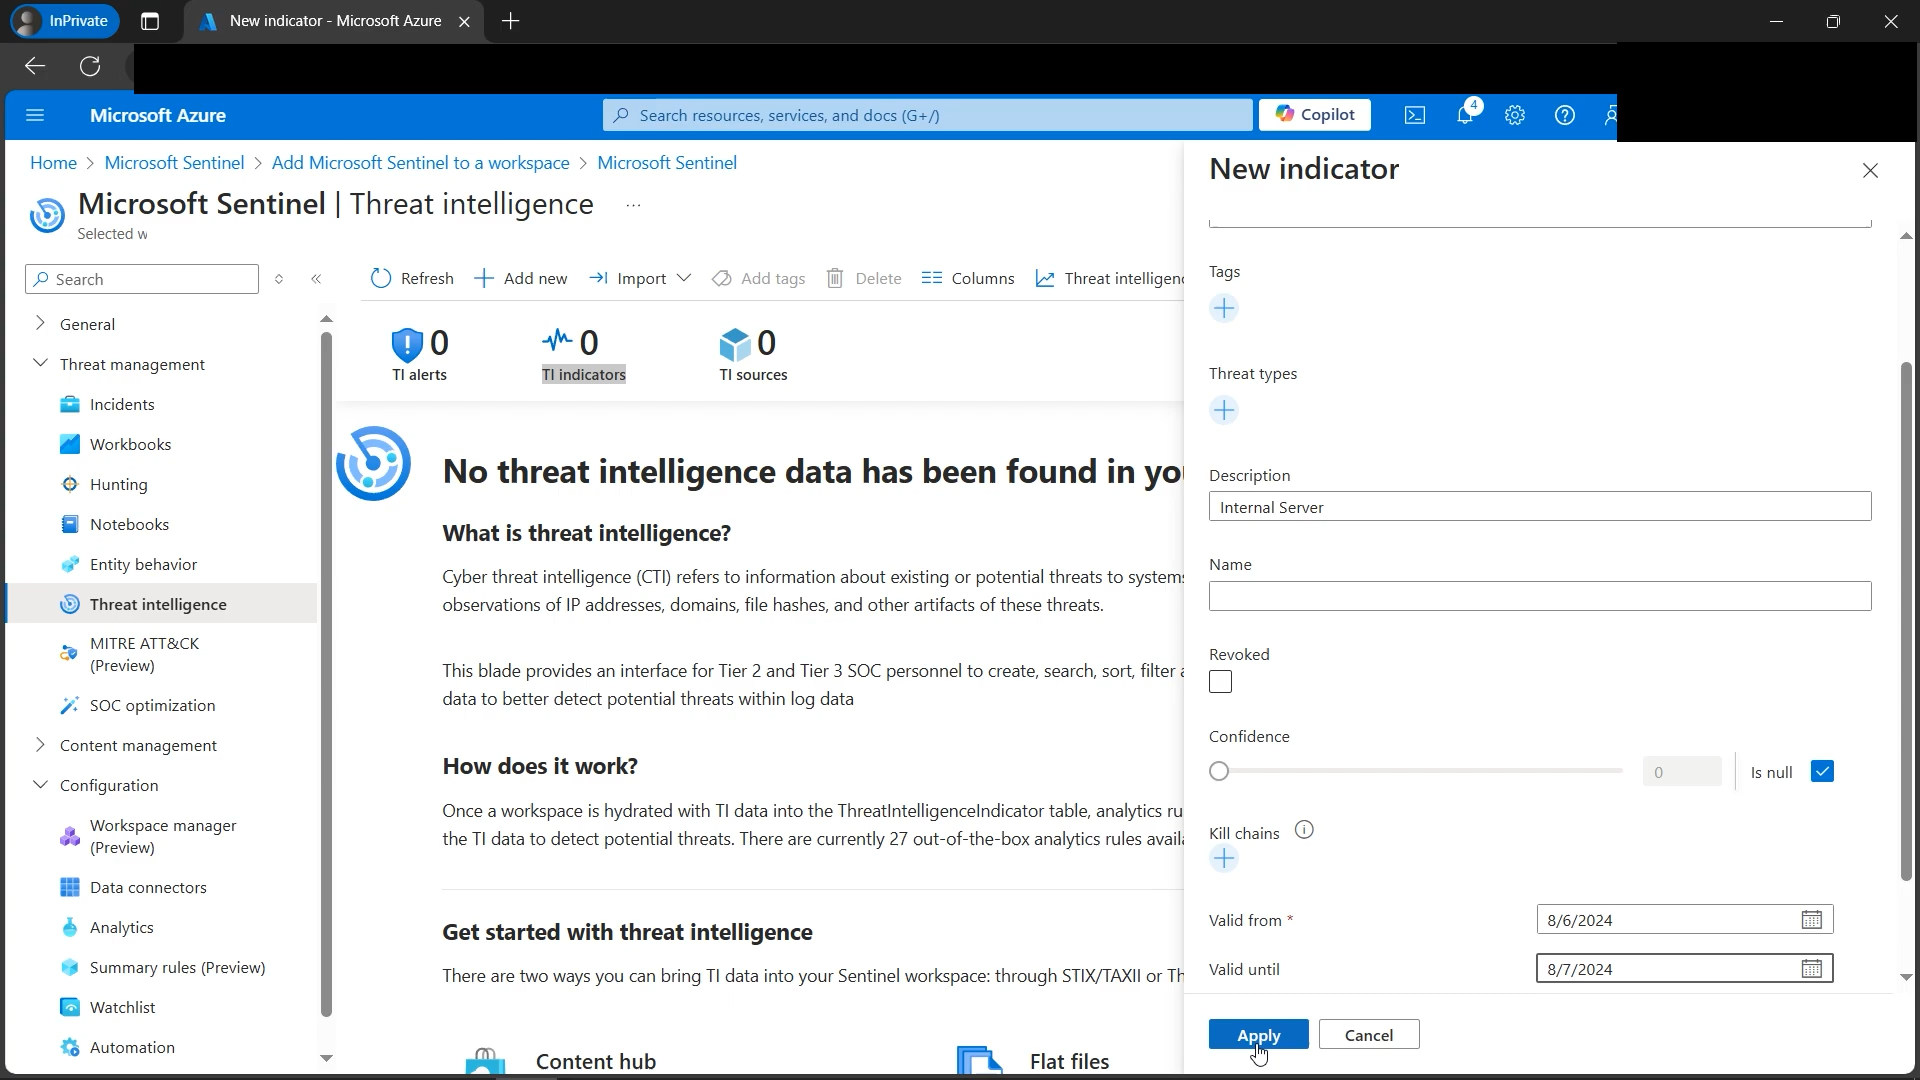 InPrivate
New indicator - Microsoft Azure
Microsoft Azure
Search resources, services, and docs (G+/)
Copilot
4
Home > Microsoft Sentinel > Add Microsoft Sentinel to a workspace > Microsoft Sentinel
Microsoft Sentinel | Threat intelligence ...
Selected w
Search
General
Threat management
Incidents
Workbooks
Hunting
Notebooks
Entity behavior
Threat intelligence
MITRE ATT&CK
(Preview)
SOC optimization
Content management
Configuration
Workspace manager
(Preview)
Data connectors
Analytics
Summary rules (Preview)
Watchlist
Automation
Refresh
Add new
Import
Add tags
Delete
Columns
Threat intelligenc
0
TI alerts
0
TI indicators
0
TI sources
No threat intelligence data has been found in yo
What is threat intelligence?
Cyber threat intelligence (CTI) refers to information about existing or potential threats to systems
observations of IP addresses, domains, file hashes, and other artifacts of these threats.
This blade provides an interface for Tier 2 and Tier 3 SOC personnel to create, search, sort, filter a
data to better detect potential threats within log data
How does it work?
Once a workspace is hydrated with TI data into the ThreatIntelligenceIndicator table, analytics ru
the TI data to detect potential threats. There are currently 27 out-of-the-box analytics rules avail
Get started with threat intelligence
There are two ways you can bring TI data into your Sentinel workspace: through STIX/TAXII or Th
Content hub
Flat files
New indicator
Tags
Threat types
Description
Internal Server
Name
Revoked
Confidence
0
Is null
Kill chains
Valid from *
8/6/2024
Valid until
8/7/2024
Apply
Cancel